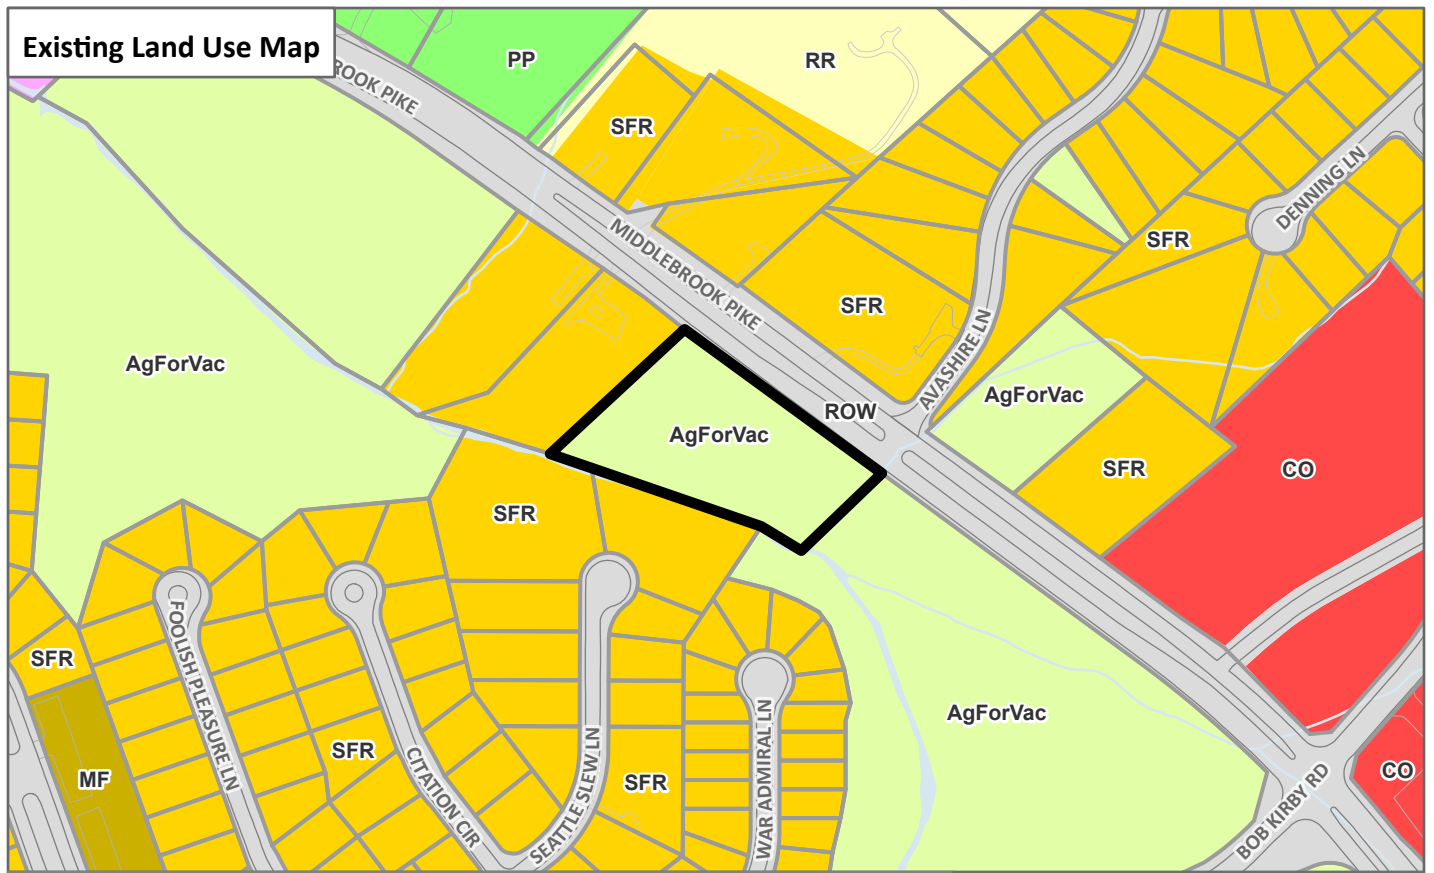 Existing Land Use Map
PP
RR
ROOK PIKE
SFR
DENNING LN
SFR
MIDDLEBROOK PIKE
SFR
AgForVac
AVASHIRE LN
AgForVac
ROW
AgForVac
SFR
CO
SFR
FOOLISH PLEASURE LN
SFR
AgForVac
SFR
CITATION CIR
SEATTLE SLEW LN
SFR
WAR ADMIRAL LN
MF
CO
BOB KIRBY RD